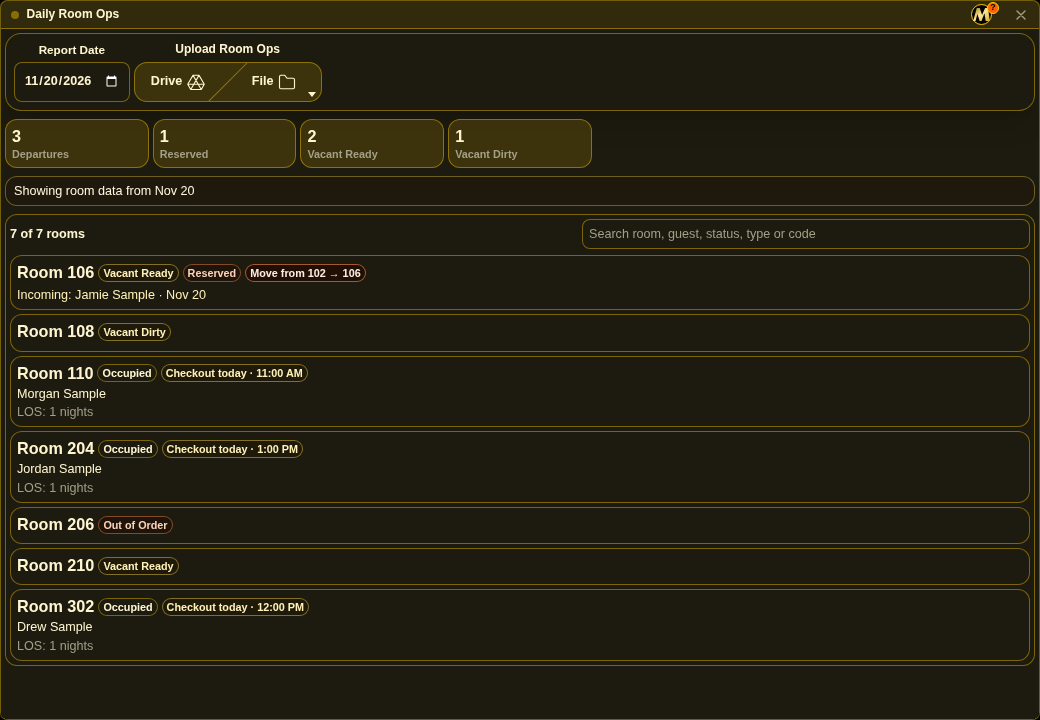 Daily Room Ops
M ?
Report Date
Upload Room Ops
11/20/2026
Drive
File
3
Departures
1
Reserved
2
Vacant Ready
1
Vacant Dirty
Showing room data from Nov 20
7 of 7 rooms
Search room, guest, status, type or code
Room 106 Vacant Ready Reserved Move from 102 → 106
Incoming: Jamie Sample · Nov 20
Room 108 Vacant Dirty
Room 110 Occupied Checkout today · 11:00 AM
Morgan Sample
LOS: 1 nights
Room 204 Occupied Checkout today · 1:00 PM
Jordan Sample
LOS: 1 nights
Room 206 Out of Order
Room 210 Vacant Ready
Room 302 Occupied Checkout today · 12:00 PM
Drew Sample
LOS: 1 nights